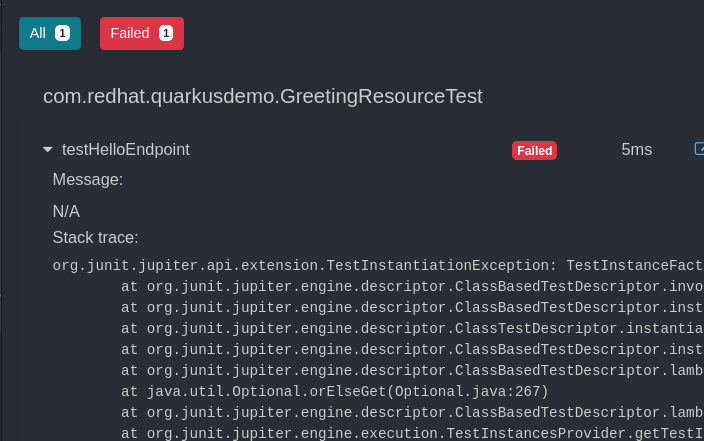 All 1 Failed 1
com.redhat.quarkusdemo.GreetingResourceTest
testHelloEndpoint Failed 5ms
Message:
N/A
Stack trace:
org.junit.jupiter.api.extension.TestInstantiationException: TestInstanceFact
at org.junit.jupiter.engine.descriptor.ClassBasedTestDescriptor.invo
at org.junit.jupiter.engine.descriptor.ClassBasedTestDescriptor.inst
at org.junit.jupiter.engine.descriptor.ClassTestDescriptor.instantia
at org.junit.jupiter.engine.descriptor.ClassBasedTestDescriptor.inst
at org.junit.jupiter.engine.descriptor.ClassBasedTestDescriptor.lamb
at java.util.Optional.orElseGet(Optional.java:267)
at org.junit.jupiter.engine.descriptor.ClassBasedTestDescriptor.lamb
at org.junit.jupiter.engine.execution.TestInstancesProvider.getTestI